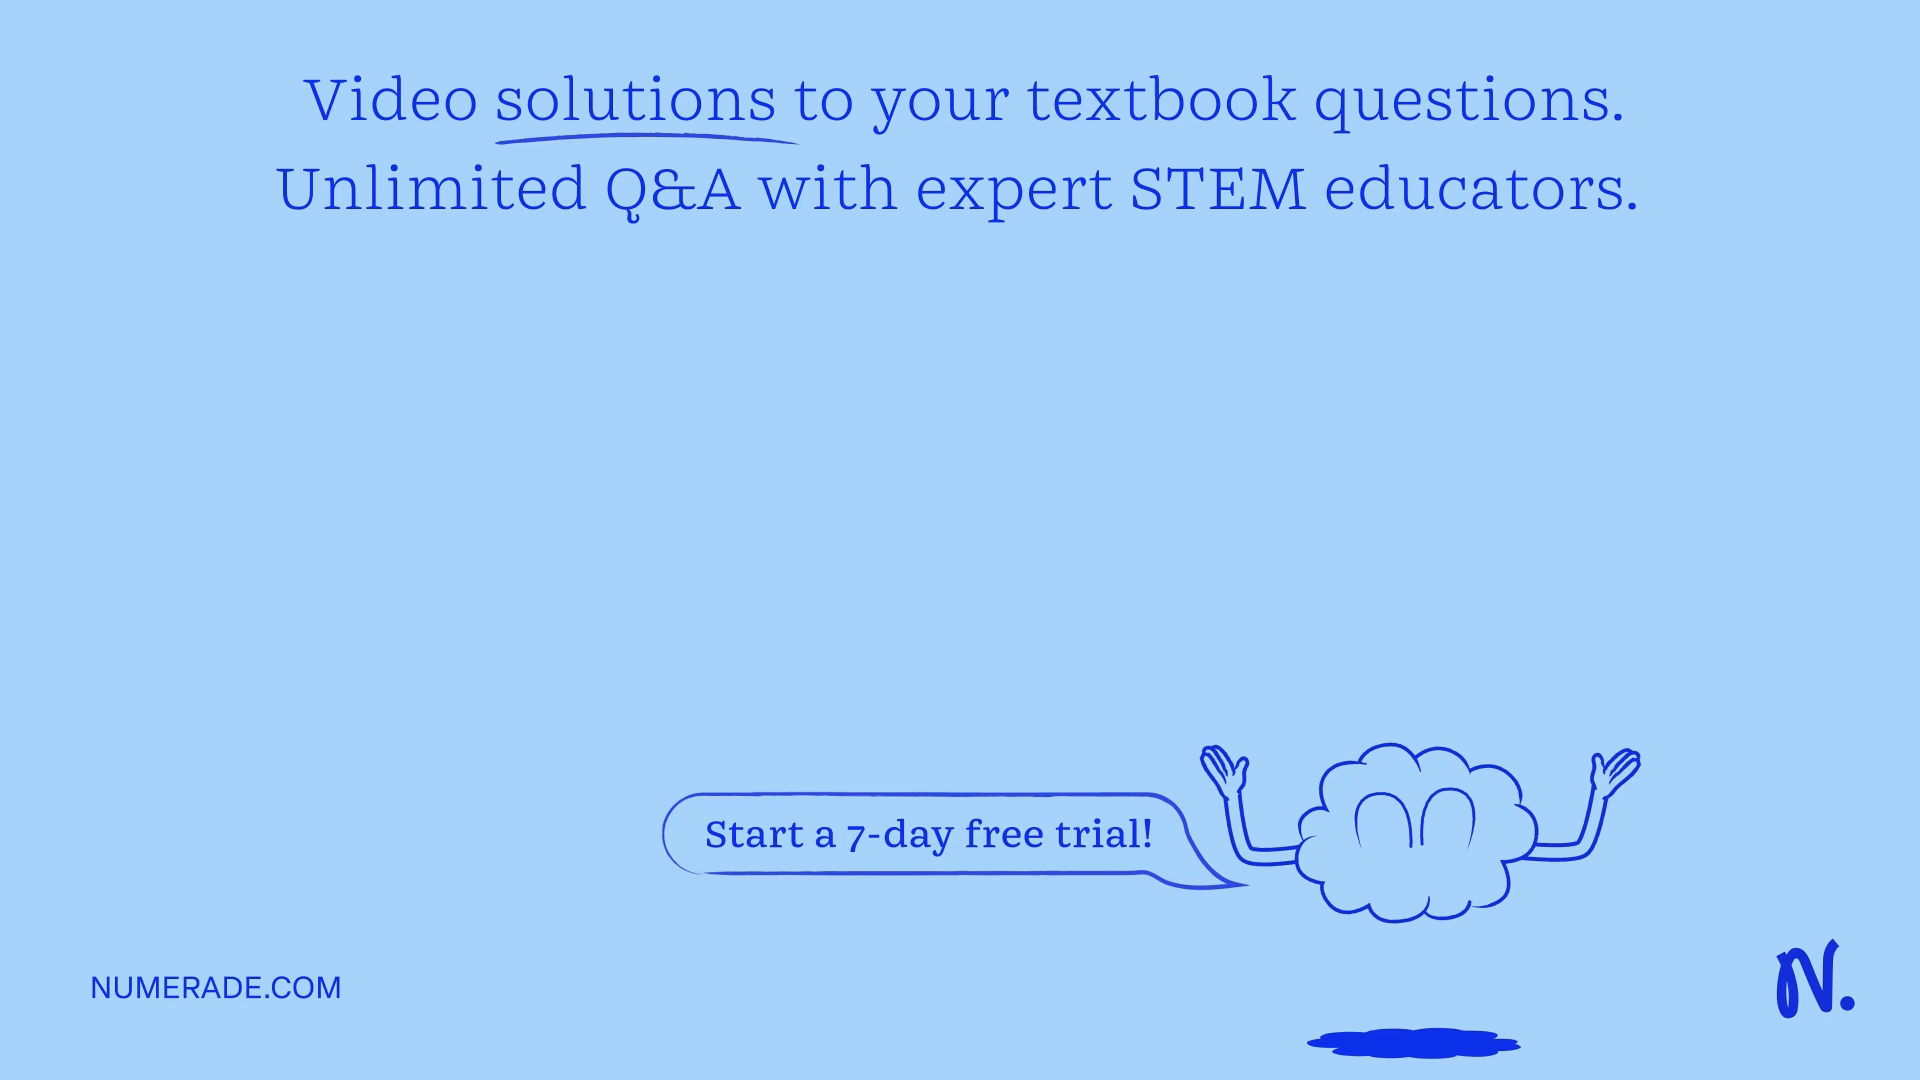 Video solutions to your textbook questions.
Unlimited Q&A with expert STEM educators.
Start a 7-day free trial!
NUMERADE.COM
N.